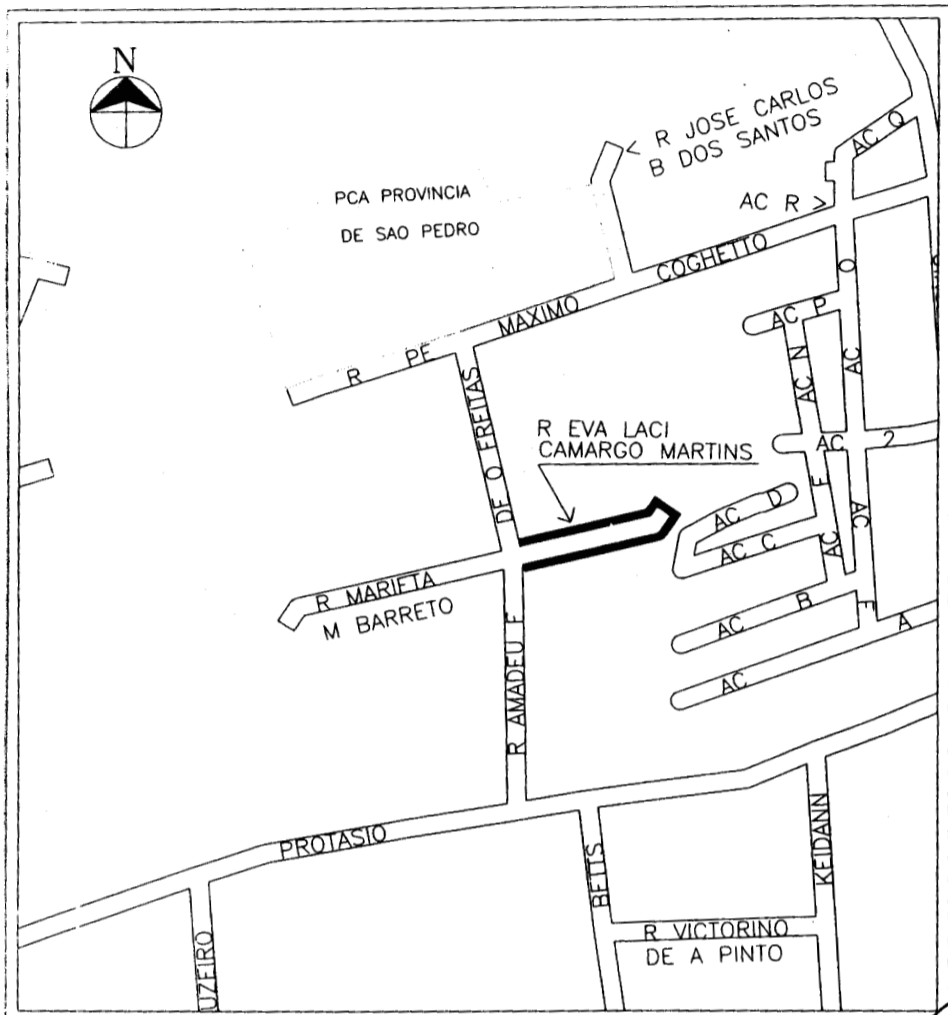 N
R JOSE CARLOS
B DOS SANTOS
AC Q
PCA PROVINCIA
DE SAO PEDRO
AC R
R PE MAXIMO COGHETTO
AC O
AC P
AC N
R EVA LACI
CAMARGO MARTINS
AC 2
AC E
AC D
AC C
AC F
R AMADEU F DE O FREITAS
R MARIETA
M BARRETO
AC B
AC A
PROTASIO
BETTS
KEIDANN
UZEIRO
R VICTORINO
DE A PINTO